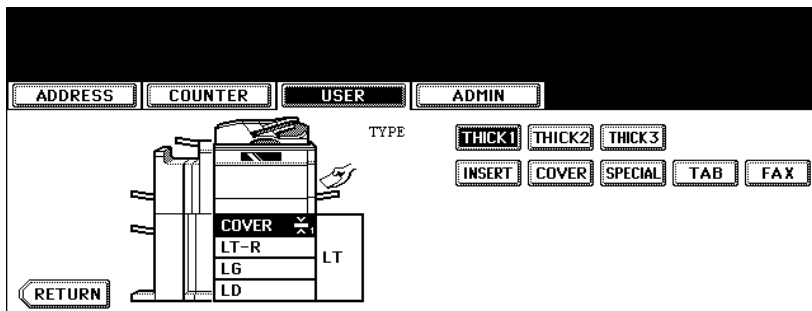 ADDRESS COUNTER USER ADMIN
TYPE THICK1 THICK2 THICK3
INSERT COVER SPECIAL TAB FAX
COVER 1
LT-R
LT
LG
LD
RETURN